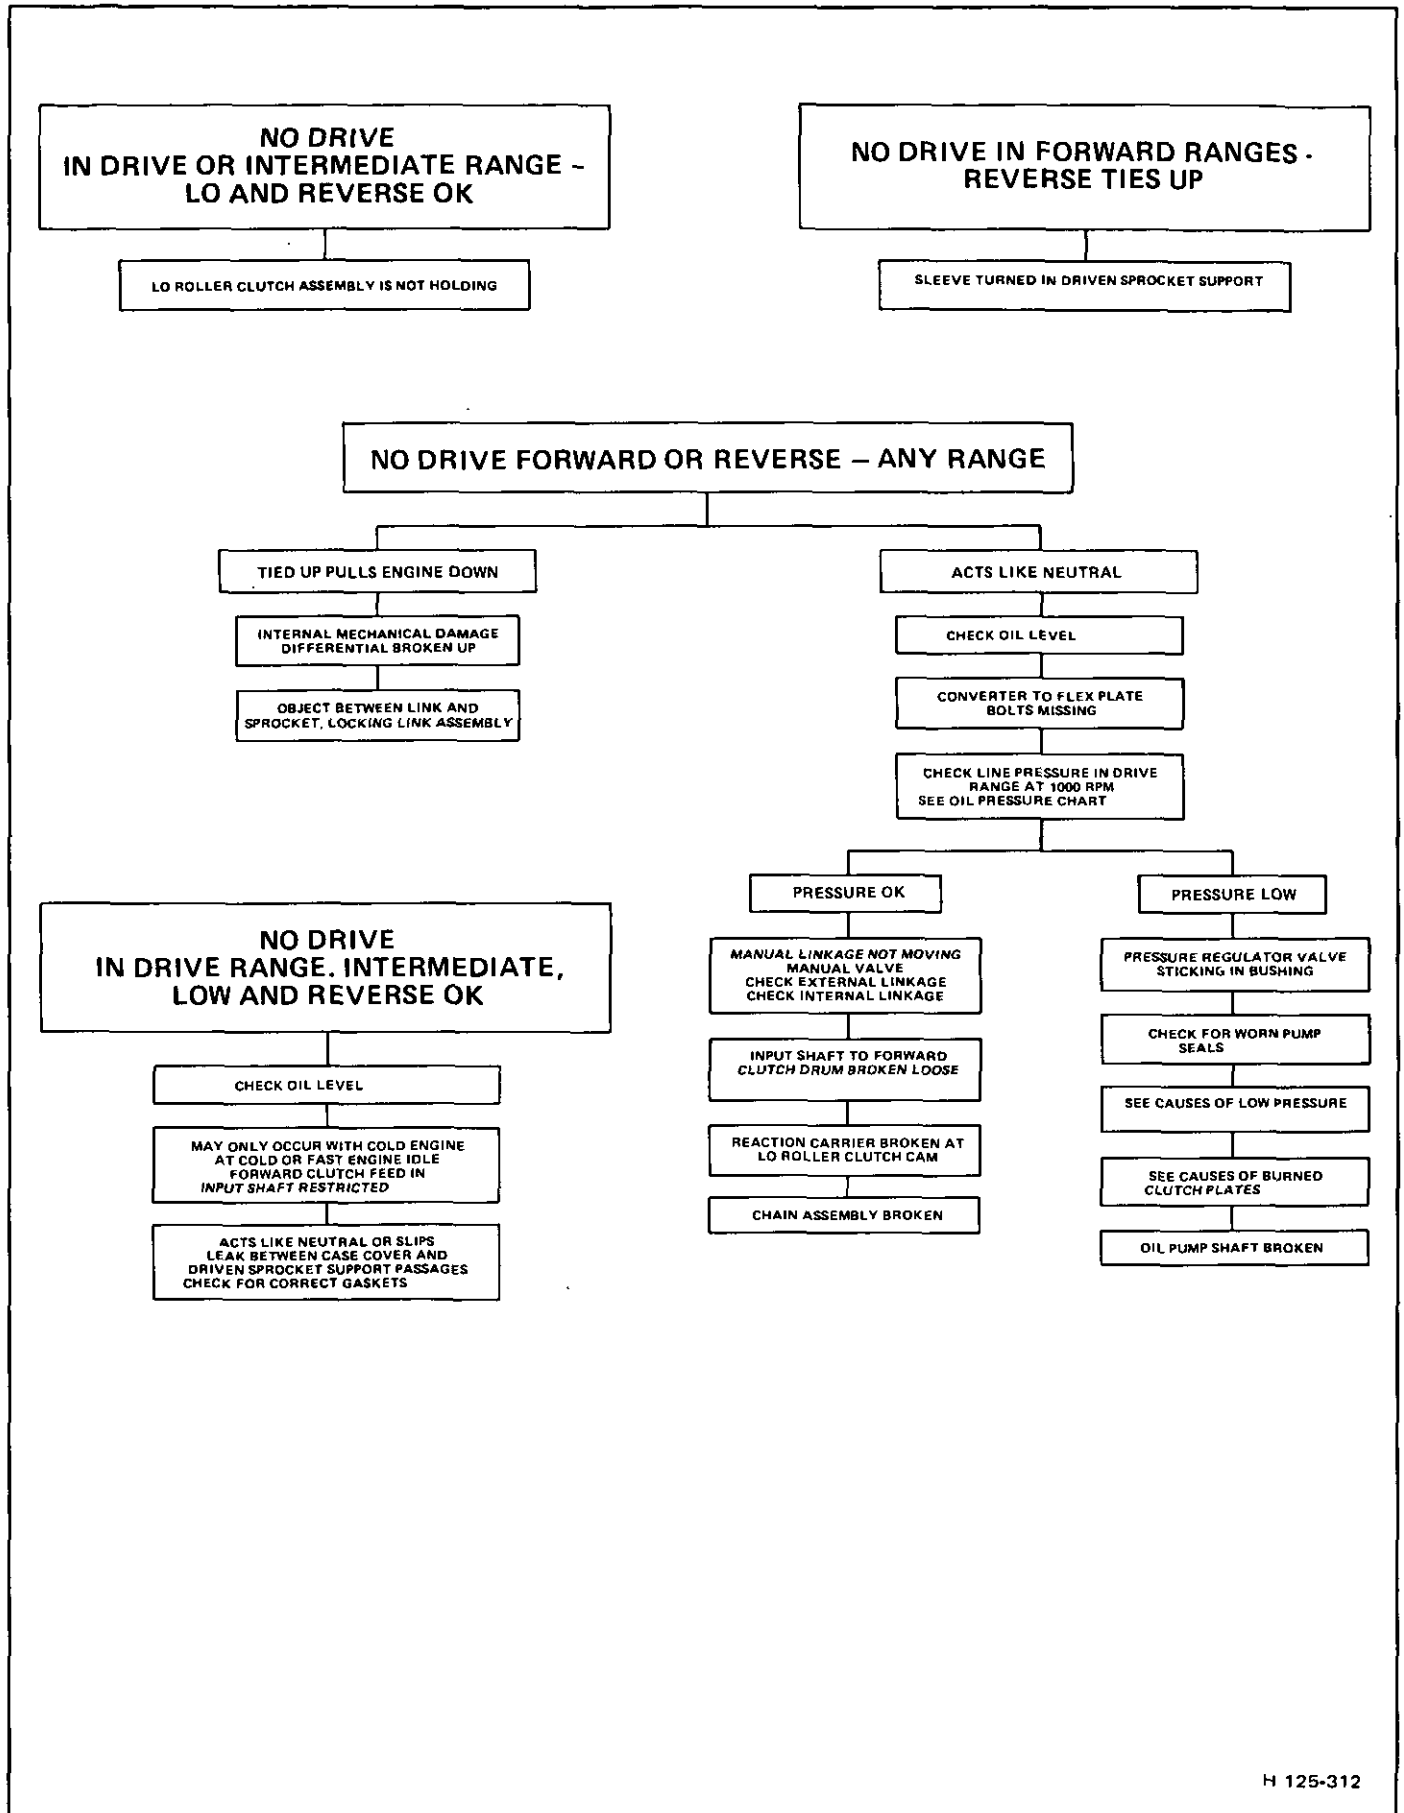 NO DRIVE
IN DRIVE OR INTERMEDIATE RANGE –
LO AND REVERSE OK
LO ROLLER CLUTCH ASSEMBLY IS NOT HOLDING
NO DRIVE IN FORWARD RANGES -
REVERSE TIES UP
SLEEVE TURNED IN DRIVEN SPROCKET SUPPORT
NO DRIVE FORWARD OR REVERSE – ANY RANGE
TIED UP PULLS ENGINE DOWN
INTERNAL MECHANICAL DAMAGE
DIFFERENTIAL BROKEN UP
OBJECT BETWEEN LINK AND
SPROCKET, LOCKING LINK ASSEMBLY
ACTS LIKE NEUTRAL
CHECK OIL LEVEL
CONVERTER TO FLEX PLATE
BOLTS MISSING
CHECK LINE PRESSURE IN DRIVE
RANGE AT 1000 RPM
SEE OIL PRESSURE CHART
PRESSURE OK
MANUAL LINKAGE NOT MOVING
MANUAL VALVE
CHECK EXTERNAL LINKAGE
CHECK INTERNAL LINKAGE
INPUT SHAFT TO FORWARD
CLUTCH DRUM BROKEN LOOSE
REACTION CARRIER BROKEN AT
LO ROLLER CLUTCH CAM
CHAIN ASSEMBLY BROKEN
PRESSURE LOW
PRESSURE REGULATOR VALVE
STICKING IN BUSHING
CHECK FOR WORN PUMP
SEALS
SEE CAUSES OF LOW PRESSURE
SEE CAUSES OF BURNED
CLUTCH PLATES
OIL PUMP SHAFT BROKEN
NO DRIVE
IN DRIVE RANGE. INTERMEDIATE,
LOW AND REVERSE OK
CHECK OIL LEVEL
MAY ONLY OCCUR WITH COLD ENGINE
AT COLD OR FAST ENGINE IDLE
FORWARD CLUTCH FEED IN
INPUT SHAFT RESTRICTED
ACTS LIKE NEUTRAL OR SLIPS
LEAK BETWEEN CASE COVER AND
DRIVEN SPROCKET SUPPORT PASSAGES
CHECK FOR CORRECT GASKETS
H 125-312